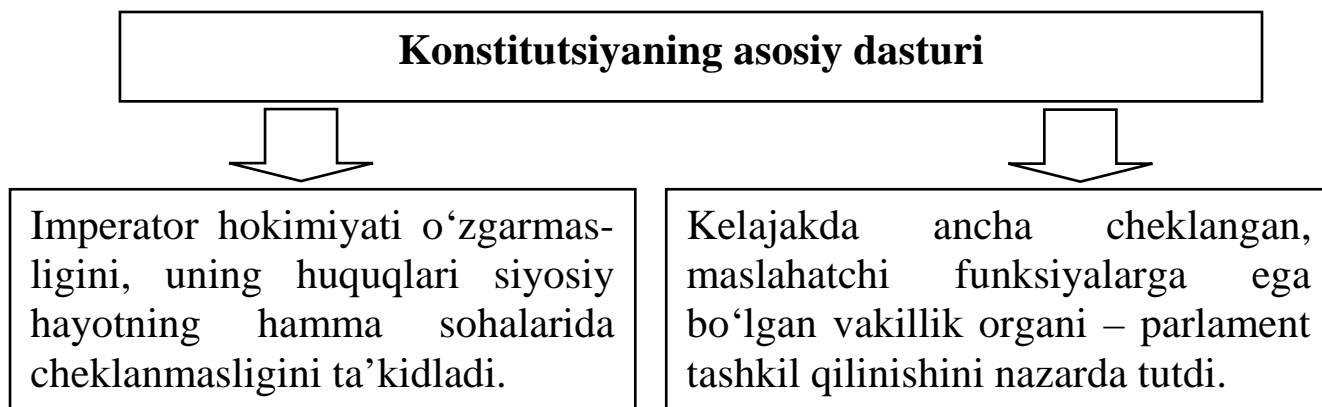 Konstitutsiyaning asosiy dasturi
Imperator hokimiyati o‘zgarmas-
ligini, uning huquqlari siyosiy
hayotning hamma sohalarida
cheklanmasligini ta’kidladi.
Kelajakda ancha cheklangan,
maslahatchi funksiyalarga ega
bo‘lgan vakillik organi – parlament
tashkil qilinishini nazarda tutdi.